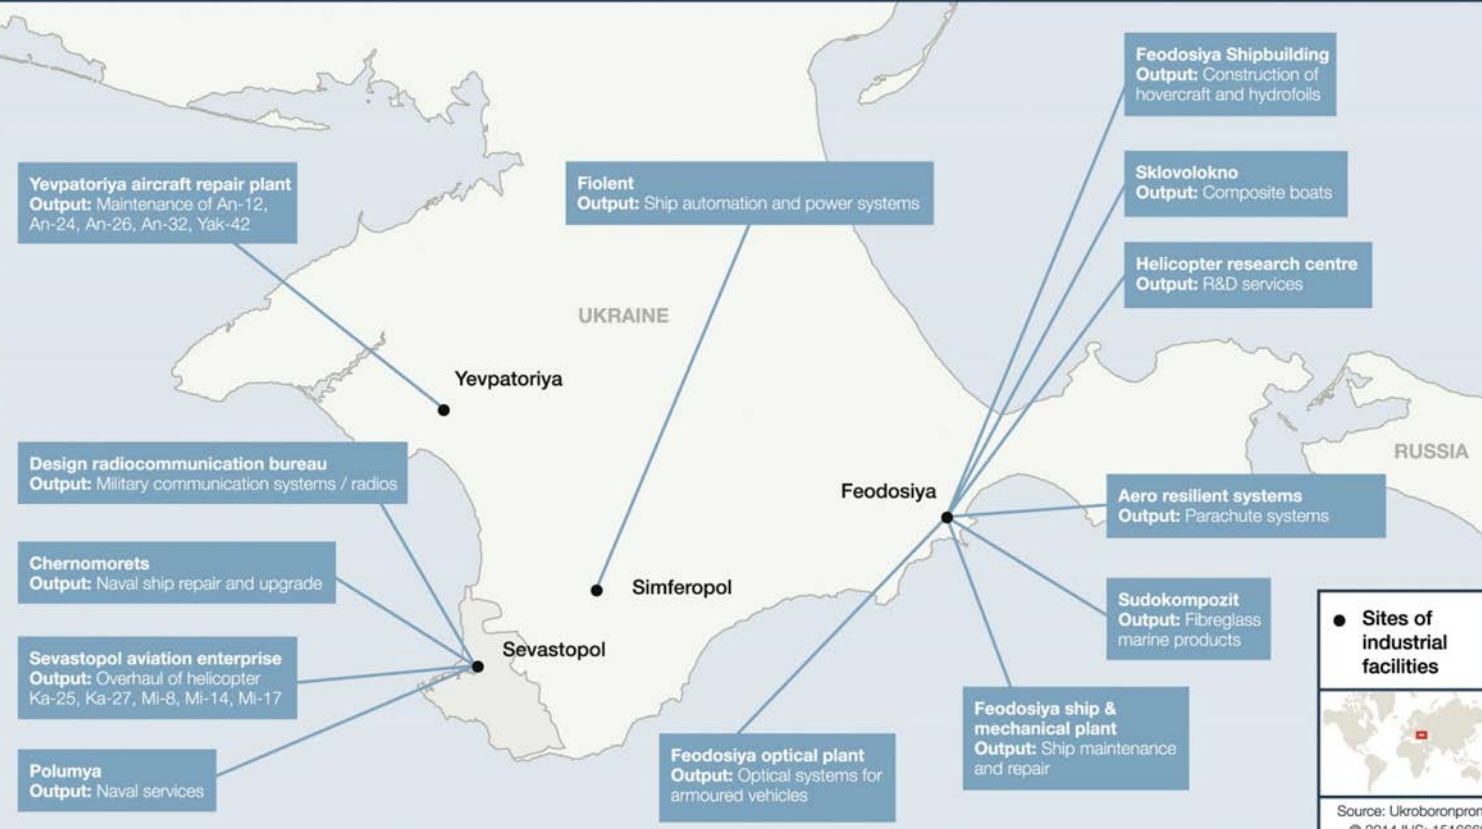 Feodosiya Shipbuilding
Output: Construction of
hovercraft and hydrofoils
Yevpatoriya aircraft repair plant
Output: Maintenance of An-12,
An-24, An-26, An-32, Yak-42
Fiolent
Output: Ship automation and power systems
Sklovolokno
Output: Composite boats
Helicopter research centre
Output: R&D services
UKRAINE
Yevpatoriya
RUSSIA
Design radiocommunication bureau
Output: Military communication systems / radios
Feodosiya
Aero resilient systems
Output: Parachute systems
Chernomorets
Output: Naval ship repair and upgrade
Simferopol
Sudokompozit
Output: Fibreglass
marine products
Sites of
industrial
facilities
Sevastopol
Sevastopol aviation enterprise
Output: Overhaul of helicopter
Ka-25, Ka-27, Mi-8, Mi-14, Mi-17
Feodosiya ship &
mechanical plant
Output: Ship maintenance
and repair
Feodosiya optical plant
Output: Optical systems for
armoured vehicles
Polumya
Output: Naval services
Source: Ukroboronprom
© 2014 IHS: